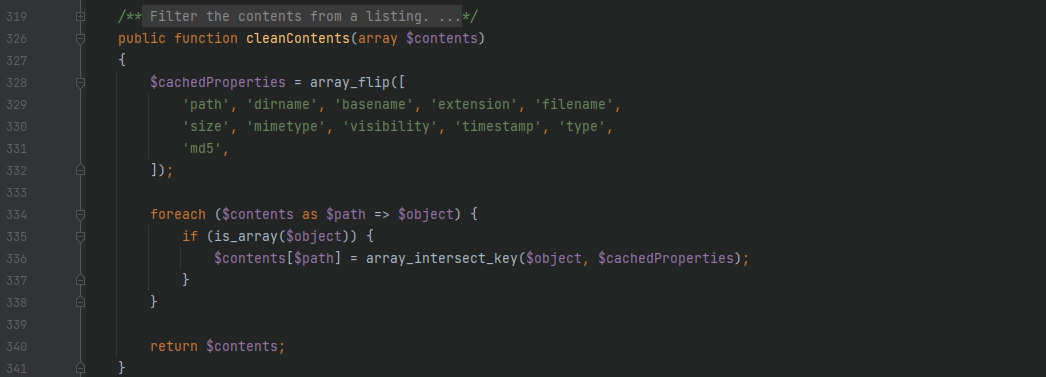 319 /** Filter the contents from a listing. ...*/
326 public function cleanContents(array $contents)
327 {
328 $cachedProperties = array_flip([
329 'path', 'dirname', 'basename', 'extension', 'filename',
330 'size', 'mimetype', 'visibility', 'timestamp', 'type',
331 'md5',
332 ]);
333
334 foreach ($contents as $path => $object) {
335 if (is_array($object)) {
336 $contents[$path] = array_intersect_key($object, $cachedProperties);
337 }
338 }
339
340 return $contents;
341 }